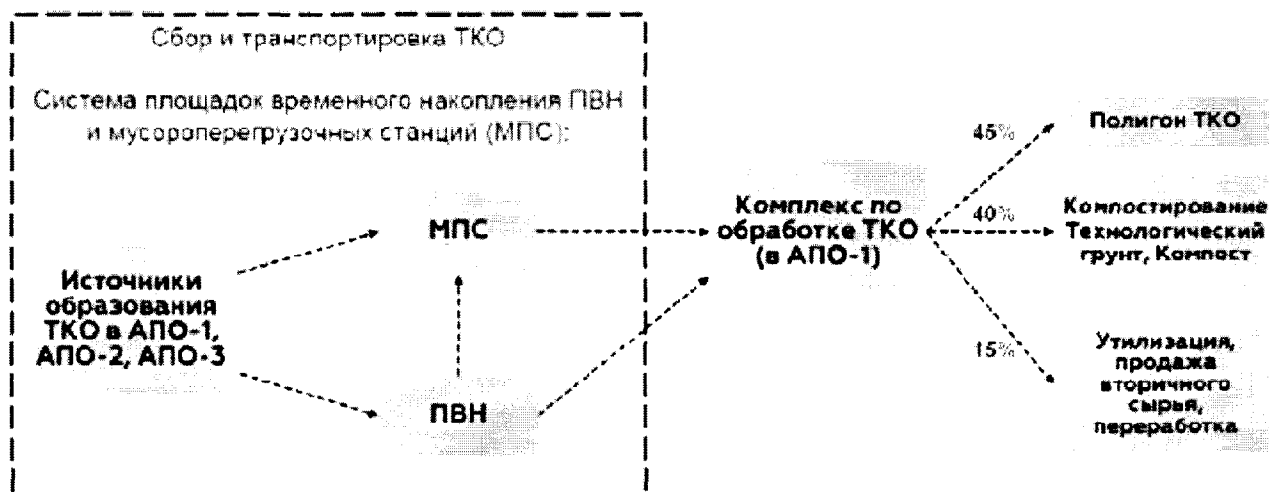 Сбор и транспортировка ТКО
Система площадок временного накопления ПВН
и мусороперегрузочных станций (МПС):
МПС
Источники
образования
ТКО в АПО-1,
АПО-2, АПО-3
ПВН
Комплекс по
обработке ТКО
(в АПО-1)
45%
Полигон ТКО
40%
Компостирование
Технологический
грунт, Компост
15%
Утилизация,
продажа
вторичного
сырья,
переработка